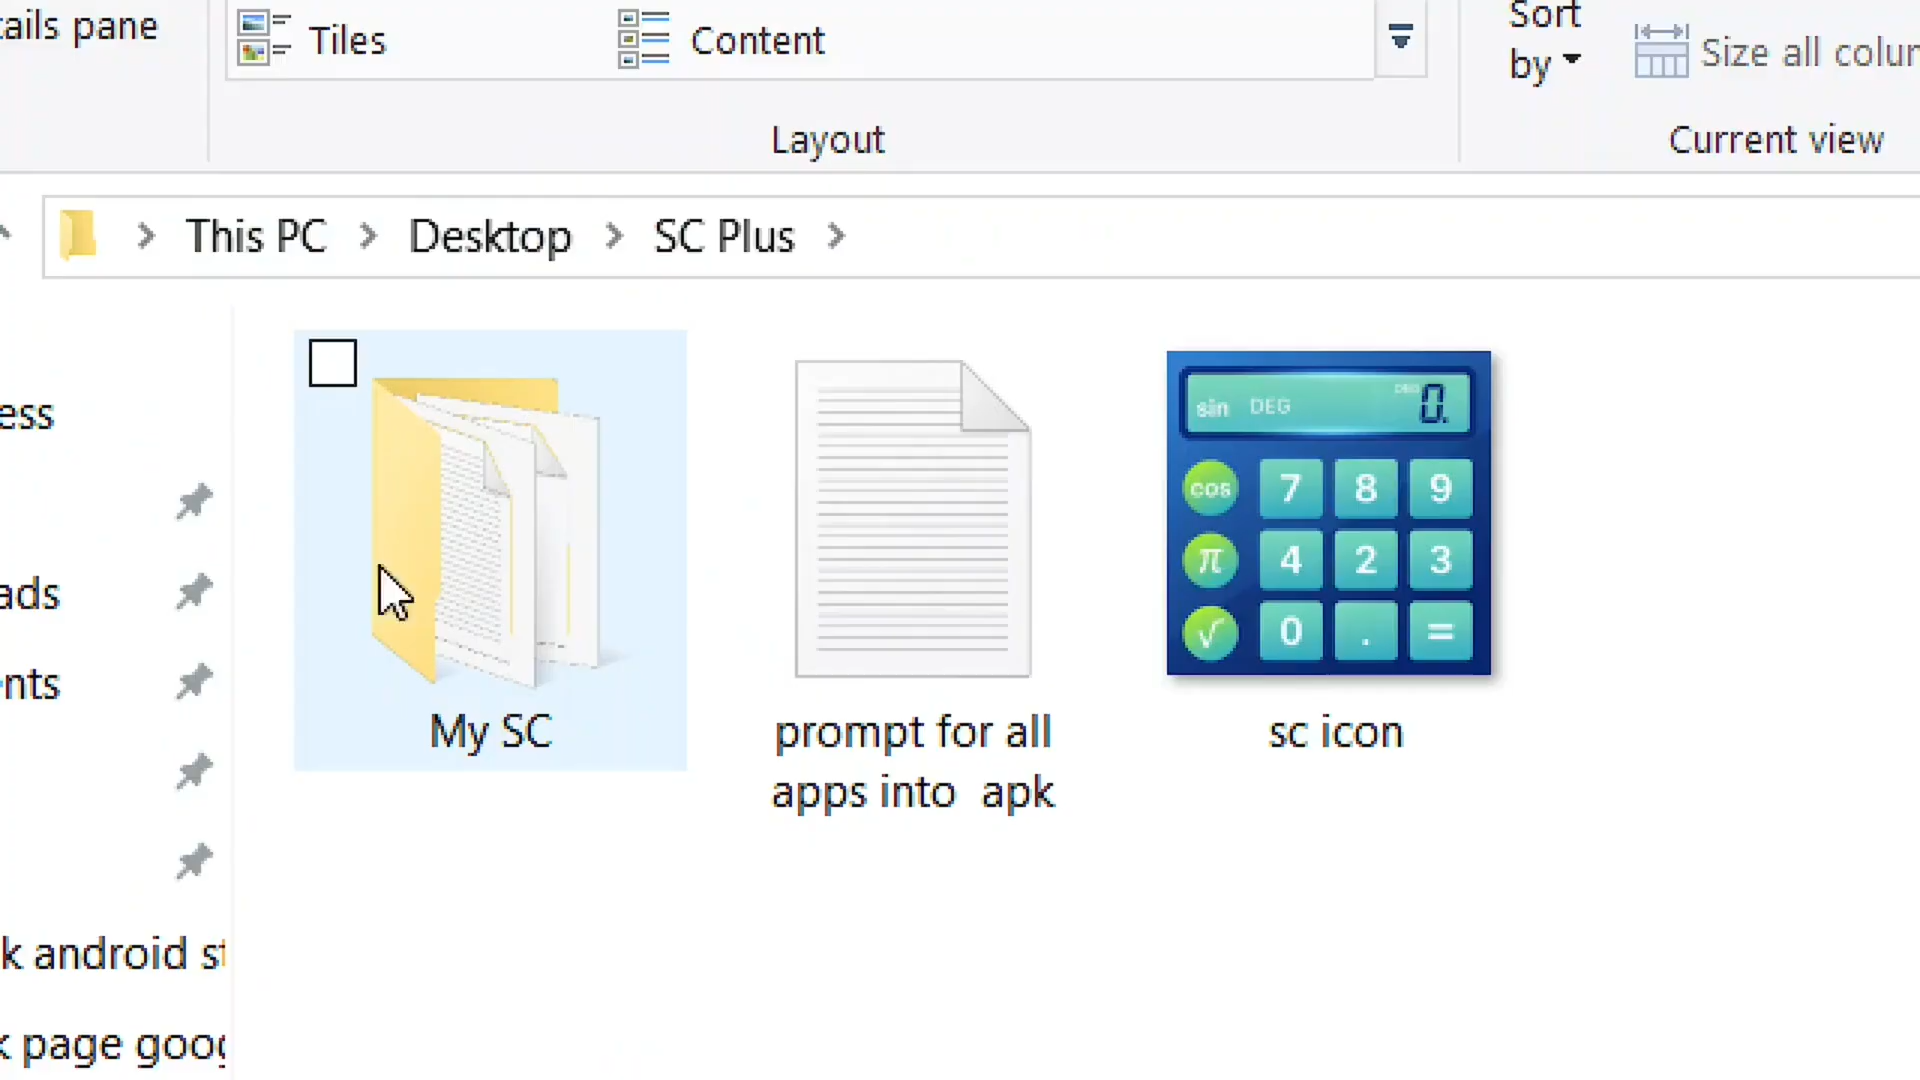 ails pane
Tiles
Content
Sort
by
Size all colun
Layout
Current view
This PC
Desktop
SC Plus
ess
ads
nts
k android st
k page goog
My SC
prompt for all
apps into  apk
sc icon
sin DEG DEG 0.
cos 7 8 9
π 4 2 3
√ 0 . =